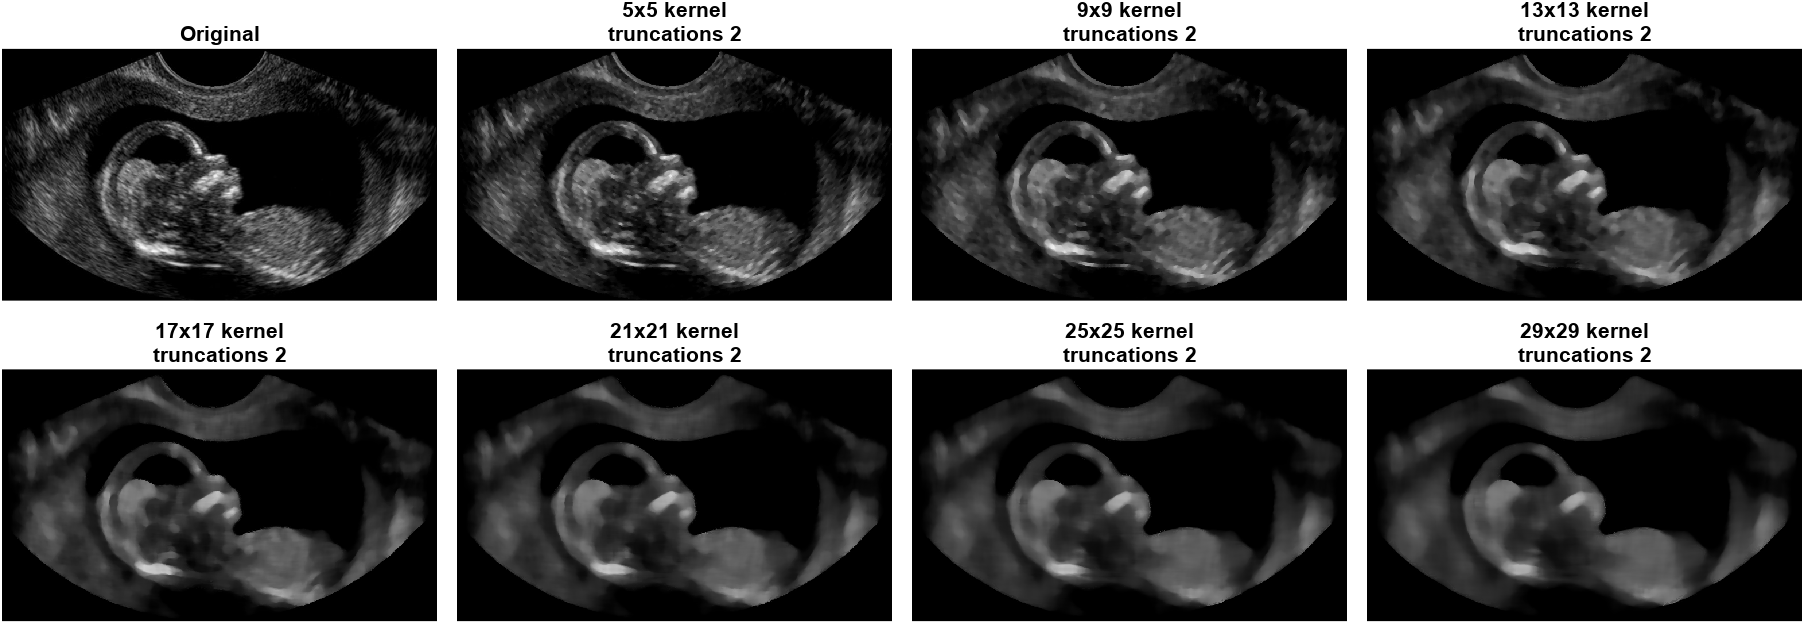 Original
5x5 kernel
truncations 2
9x9 kernel
truncations 2
13x13 kernel
truncations 2
17x17 kernel
truncations 2
21x21 kernel
truncations 2
25x25 kernel
truncations 2
29x29 kernel
truncations 2